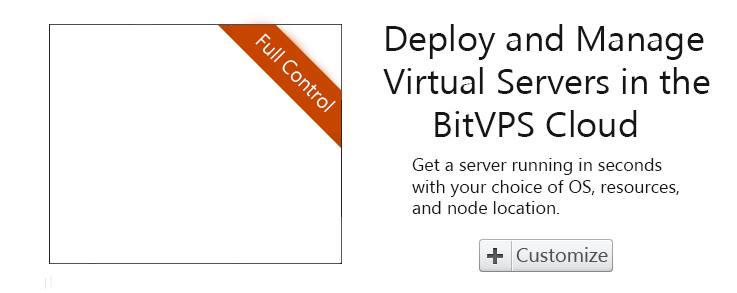 Full Control
Deploy and Manage
Virtual Servers in the
BitVPS Cloud
Get a server running in seconds
with your choice of OS, resources,
and node location.
Customize